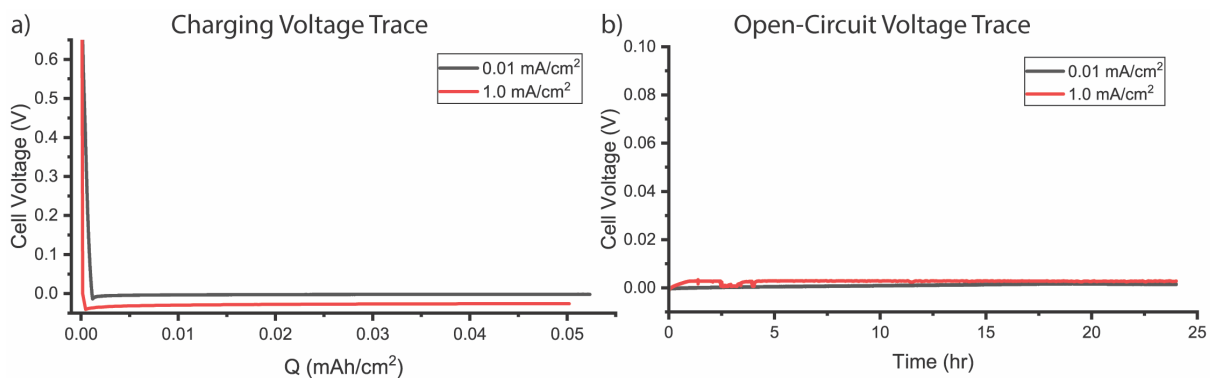 a) Charging Voltage Trace
0.01 mA/cm²
1.0 mA/cm²
Cell Voltage (V)
0.6
0.5
0.4
0.3
0.2
0.1
0.0
0.00 0.01 0.02 0.03 0.04 0.05
Q (mAh/cm²)
b) Open-Circuit Voltage Trace
0.01 mA/cm²
1.0 mA/cm²
Cell Voltage (V)
0.10
0.08
0.06
0.04
0.02
0.00
0 5 10 15 20 25
Time (hr)